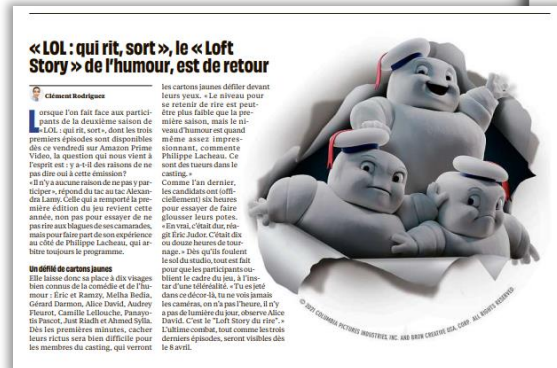 « LOL : qui rit, sort », le « Loft
Story » de l'humour, est de retour
Clément Rodriguez
Lorsque l'on fait face aux partici-
pants de la deuxième saison de
« LOL : qui rit, sort », dont les trois
premiers épisodes sont disponibles
dès ce vendredi sur Amazon Prime
Video, la question qui nous vient à
l'esprit est : y a-t-il des raisons de ne
pas dire oui à cette émission?
« Il n'y a aucune raison de ne pas y par-
ticiper », répond du tac au tac Alexan-
dra Lamy. Celle qui a remporté la pre-
mière édition du jeu revient cette
année, non pas pour essayer de ne
pas rire aux blagues de ses camarades,
mais pour faire part de son expérience
au côté de Philippe Lacheau, qui ar-
bitre toujours le programme.
Un défilé de cartons jaunes
Elle laisse donc sa place à dix visages
bien connus de la comédie et de l'hu-
mour : Éric et Ramzy, Melha Bedia,
Gérard Darmon, Alice David, Audrey
Fleurot, Camille Lellouche, Panayo-
tis Pascot, Just Riadh et Ahmed Sylla.
Dès les premières minutes, cacher
leurs rictus sera bien difficile pour
les membres du casting, qui verront
les cartons jaunes défiler devant
leurs yeux. « Le niveau pour
se retenir de rire est peut-
être plus faible que la pre-
mière saison, mais le ni-
veau d'humour est quand
même assez impres-
sionnant, commente
Philippe Lacheau. Ce
sont des tueurs dans le
casting. »
Comme l'an dernier,
les candidats ont (offi-
ciellement) six heures
pour essayer de faire
glousser leurs potes.
« En vrai, c'était dur, réa-
git Éric Judor. C'était dix
ou douze heures de tour-
nage. » Dès qu'ils foulent
le sol du studio, tout est fait
pour que les participants ou-
blient le cadre du jeu, à l'ins-
tar d'une téléréalité. « Tu es jeté
dans ce décor-là, tu ne vois jamais
les caméras, on n'a pas l'heure, il n'y
a pas de lumière du jour, observe Alice
David. C'est le "Loft Story du rire". »
L'ultime combat, tout comme les trois
derniers épisodes, seront visibles dès
le 8 avril.
© 2021 COLUMBIA PICTURES INDUSTRIES, INC. AND BRON CREATIVE USA, CORP. ALL RIGHTS RESERVED.